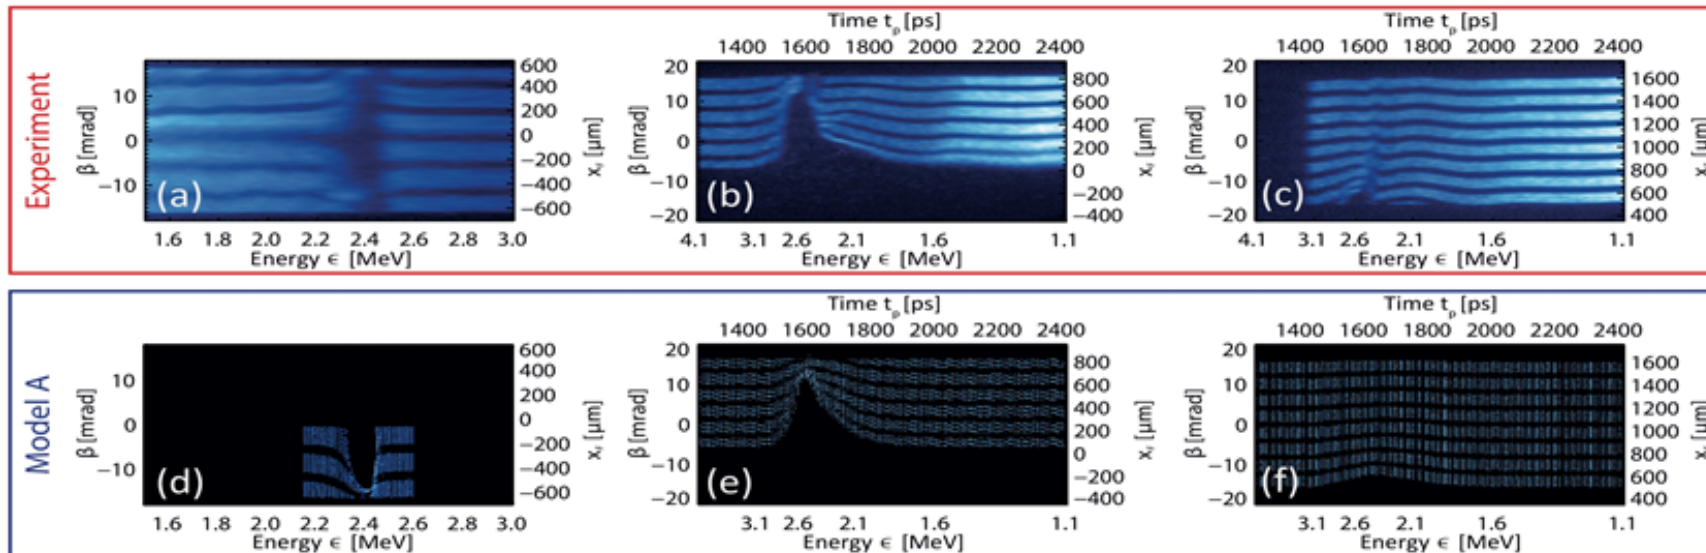 Experiment
β [mrad]
10
0
−10
600
400
200
0
−200
−400
−600
x_i [μm]
(a)
1.6 1.8 2.0 2.2 2.4 2.6 2.8 3.0
Energy ϵ [MeV]
Time t_p [ps]
1400 1600 1800 2000 2200 2400
β [mrad]
20
10
0
−10
−20
800
600
400
200
0
−200
−400
(b)
4.1 3.1 2.6 2.1 1.6 1.1
Energy ϵ [MeV]
Time t_p [ps]
1400 1600 1800 2000 2200 2400
β [mrad]
20
10
0
−10
−20
1600
1400
1200
1000
800
600
400
(c)
4.1 3.1 2.6 2.1 1.6 1.1
Energy ϵ [MeV]
Model A
β [mrad]
10
0
−10
600
400
200
0
−200
−400
−600
(d)
1.6 1.8 2.0 2.2 2.4 2.6 2.8 3.0
Energy ϵ [MeV]
Time t_p [ps]
1400 1600 1800 2000 2200 2400
β [mrad]
20
10
0
−10
−20
800
600
400
200
0
−200
−400
(e)
3.1 2.6 2.1 1.6 1.1
Energy ϵ [MeV]
Time t_p [ps]
1400 1600 1800 2000 2200 2400
β [mrad]
20
10
0
−10
−20
1600
1400
1200
1000
800
600
400
(f)
3.1 2.6 2.1 1.6 1.1
Energy ϵ [MeV]